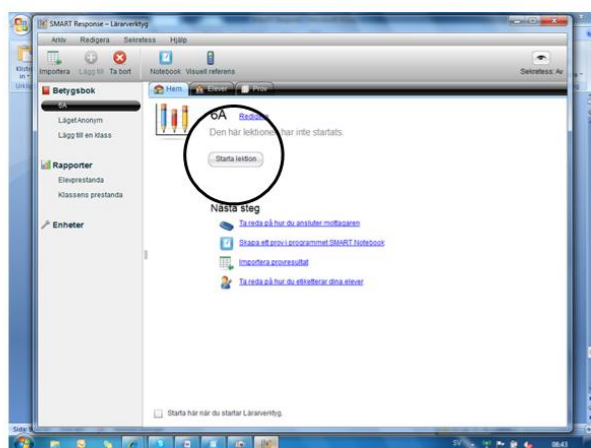 SMART Response – Lärarverktyg
Arkiv Redigera Sekretess Hjälp
Importera Lägg till Ta bort Notebook Visuell referens Sekretess: Av
Betygsbok
6A
Läget Anonym
Lägg till en klass
Rapporter
Elevprestanda
Klassens prestanda
Enheter
Hem Elever Prov
6A Redigera
Den här lektionen har inte startats.
Starta lektion
Nästa steg
Ta reda på hur du ansluter mottagaren
Skapa ett prov i programmet SMART Notebook
Importera provresultat
Ta reda på hur du etiketterar dina elever
Starta här när du startar Lärarverktyg.
SV 08:43